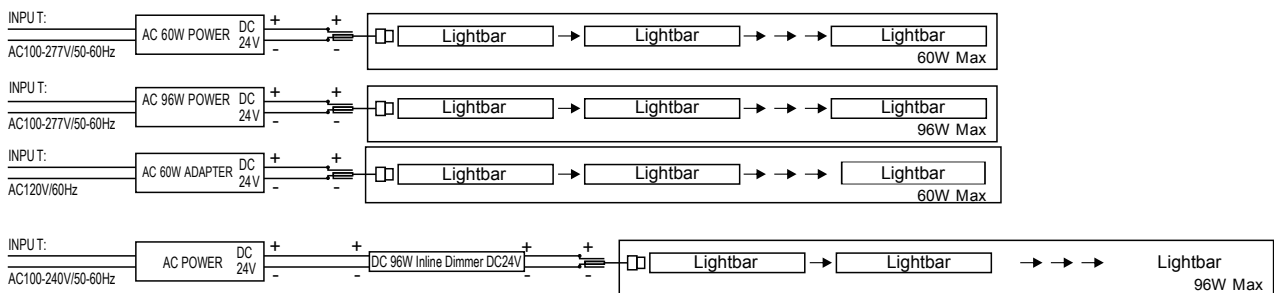 INPUT:
AC 60W POWER DC 24V
+ +
- -
AC100-277V/50-60Hz
Lightbar Lightbar Lightbar
60W Max
INPUT:
AC 96W POWER DC 24V
+ +
- -
AC100-277V/50-60Hz
Lightbar Lightbar Lightbar
96W Max
INPUT:
AC 60W ADAPTER DC 24V
+ +
- -
AC120V/60Hz
Lightbar Lightbar Lightbar
60W Max
INPUT:
AC POWER DC 24V
+ + + +
DC 96W Inline Dimmer DC24V
- - - -
AC100-240V/50-60Hz
Lightbar Lightbar Lightbar
96W Max